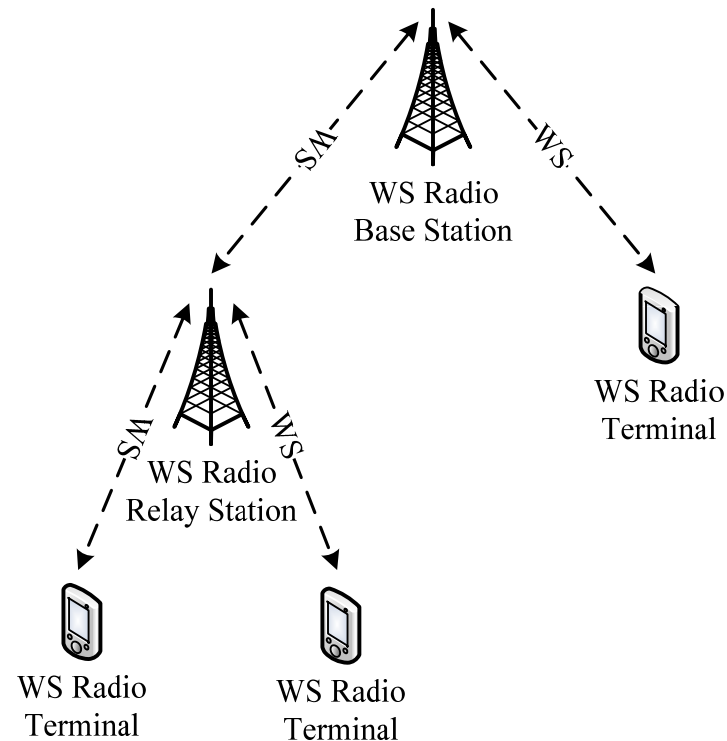 WS
WS
WS Radio
Base Station
WS Radio
Terminal
WS
WS
WS Radio
Relay Station
WS Radio
Terminal
WS Radio
Terminal